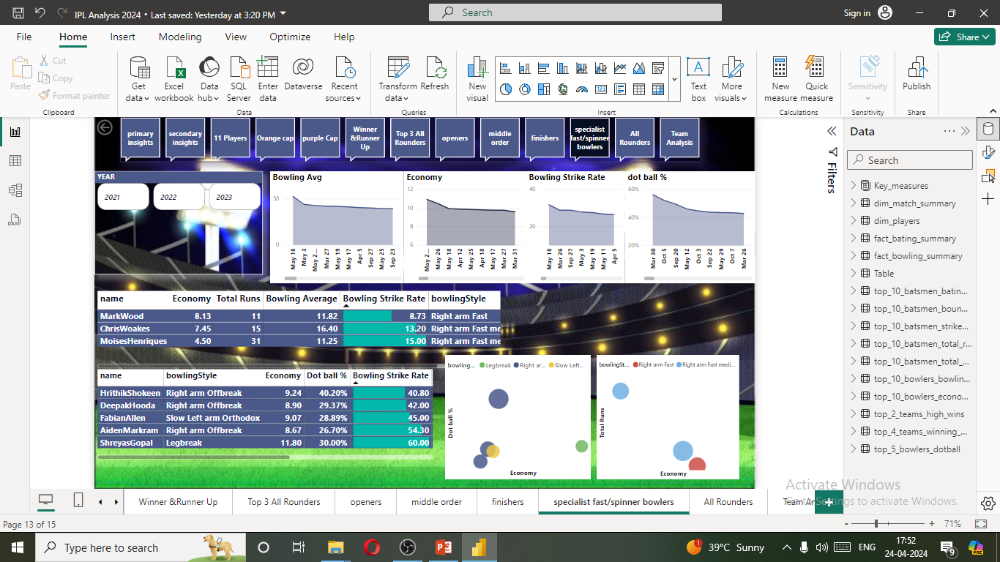 IPL Analysis 2024 • Last saved: Yesterday at 3:20 PM
Search
Sign in
File Home Insert Modeling View Optimize Help
Share
Paste
Cut
Copy
Format painter
Clipboard
Get data
Excel workbook
Data hub
SQL Server
Enter data
Dataverse
Recent sources
Data
Transform data
Refresh
Queries
New visual
Text box
More visuals
Insert
New measure
Quick measure
Calculations
Sensitivity
Sensitivity
Publish
Share
primary insights
secondary insights
11 Players
Orange cap
purple Cap
Winner &Runner Up
Top 3 All Rounders
openers
middle order
finishers
specialist fast/spinner bowlers
All Rounders
Team Analysis
YEAR
2021 2022 2023
Bowling Avg
50
0
May 18 May 3 May 2... Mar 27 May 19 May 17 Apr 5 Sep 27 Sep 25 Sep 23
Economy
12
10
8
6
May 2... May 26 May 18 Apr 12 May 25 Apr 18 May 17 Mar 27 Mar 31
Bowling Strike Rate
40
20
May 18 Mar 26 Sep 27 May 3 May 19 May 11 Apr 5
dot ball %
60%
40%
20%
Mar 30 Oct 5 Sep 20 May 12 Oct 3 Sep 22 May 29 Oct 7 Mar 26
name Economy Total Runs Bowling Average Bowling Strike Rate bowlingStyle
MarkWood 8.13 11 11.82 8.73 Right arm Fast
ChrisWoakes 7.45 15 16.40 13.20 Right arm Fast me
MoisesHenriques 4.50 31 11.25 15.00 Right arm Fast me
name bowlingStyle Economy Dot ball % Bowling Strike Rate
HrithikShokeen Right arm Offbreak 9.24 40.20% 40.80
DeepakHooda Right arm Offbreak 8.90 29.37% 42.00
FabianAllen Slow Left arm Orthodox 9.07 28.89% 45.00
AidenMarkram Right arm Offbreak 8.67 26.70% 54.30
ShreyasGopal Legbreak 11.80 30.00% 60.00
bowling... Legbreak Right ar... Slow Left...
Dot ball %
Economy
bowlingSt... Right arm Fast Right arm Fast medi...
Total Runs
Economy
Filters
Data
Search
Key_measures
dim_match_summary
dim_players
fact_bating_summary
fact_bowling_summary
Table
top_10_batsmen_batin...
top_10_batsmen_boun...
top_10_batsmen_strike...
top_10_batsmen_total_r...
top_10_batsmen_total_...
top_10_bowlers_bowlin...
top_10_bowlers_econo...
top_2_teams_high_wins
top_4_teams_winning_...
top_5_bowlers_dotball
Activate Windows
Go to Settings to activate Windows.
Winner &Runner Up Top 3 All Rounders openers middle order finishers specialist fast/spinner bowlers All Rounders Team An
Page 13 of 15
71%
Type here to search
39°C Sunny
ENG
17:52
24-04-2024
9
PRE